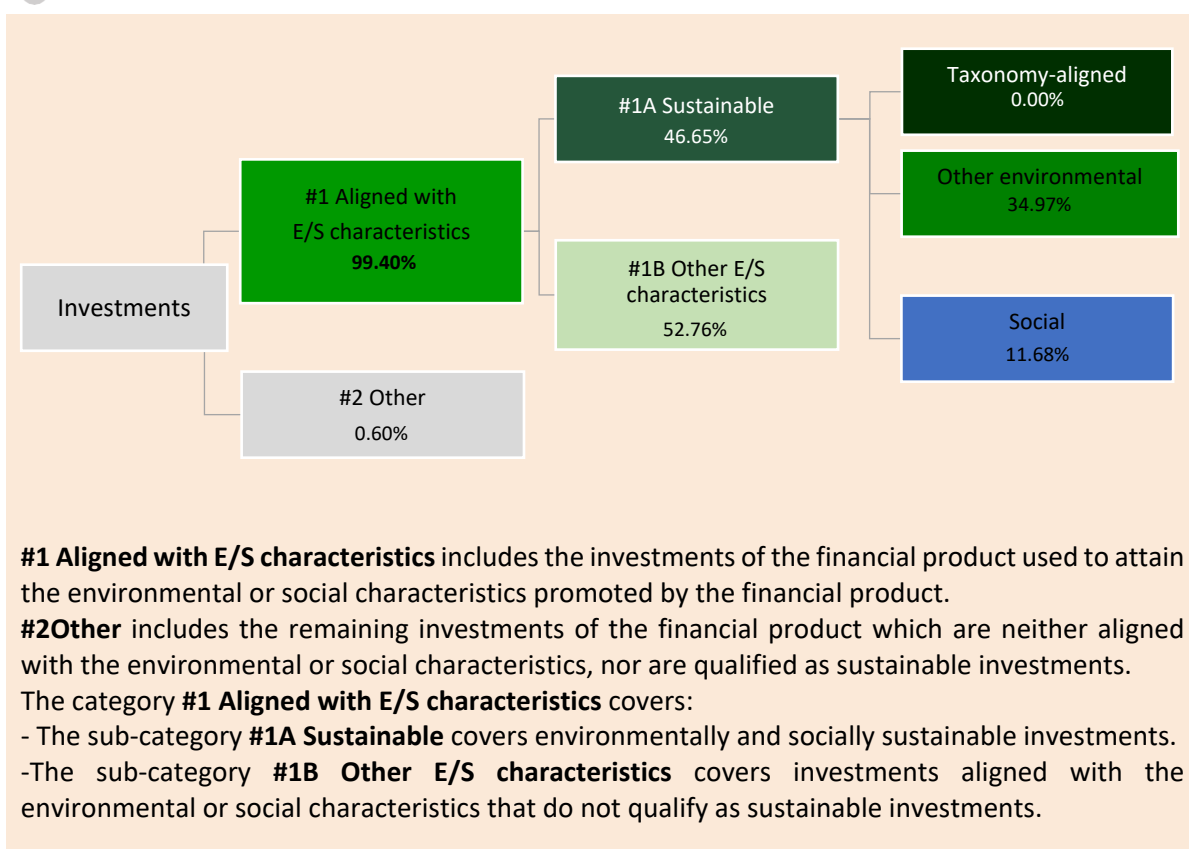 Taxonomy-aligned
0.00%
#1A Sustainable
46.65%
Other environmental
34.97%
#1 Aligned with
E/S characteristics
99.40%
#1B Other E/S
characteristics
52.76%
Investments
Social
11.68%
#2 Other
0.60%
#1 Aligned with E/S characteristics includes the investments of the financial product used to attain
the environmental or social characteristics promoted by the financial product.
#2Other includes the remaining investments of the financial product which are neither aligned
with the environmental or social characteristics, nor are qualified as sustainable investments.
The category #1 Aligned with E/S characteristics covers:
- The sub-category #1A Sustainable covers environmentally and socially sustainable investments.
-The sub-category #1B Other E/S characteristics covers investments aligned with the
environmental or social characteristics that do not qualify as sustainable investments.